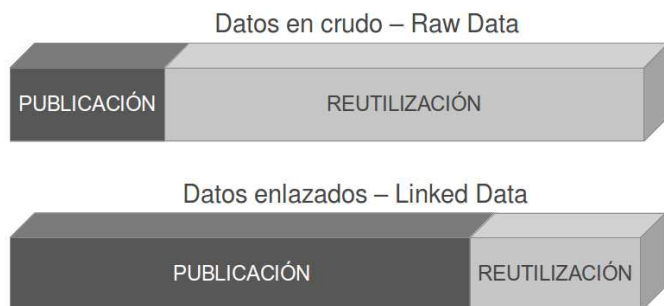 Datos en crudo – Raw Data
PUBLICACIÓN REUTILIZACIÓN
Datos enlazados – Linked Data
PUBLICACIÓN REUTILIZACIÓN